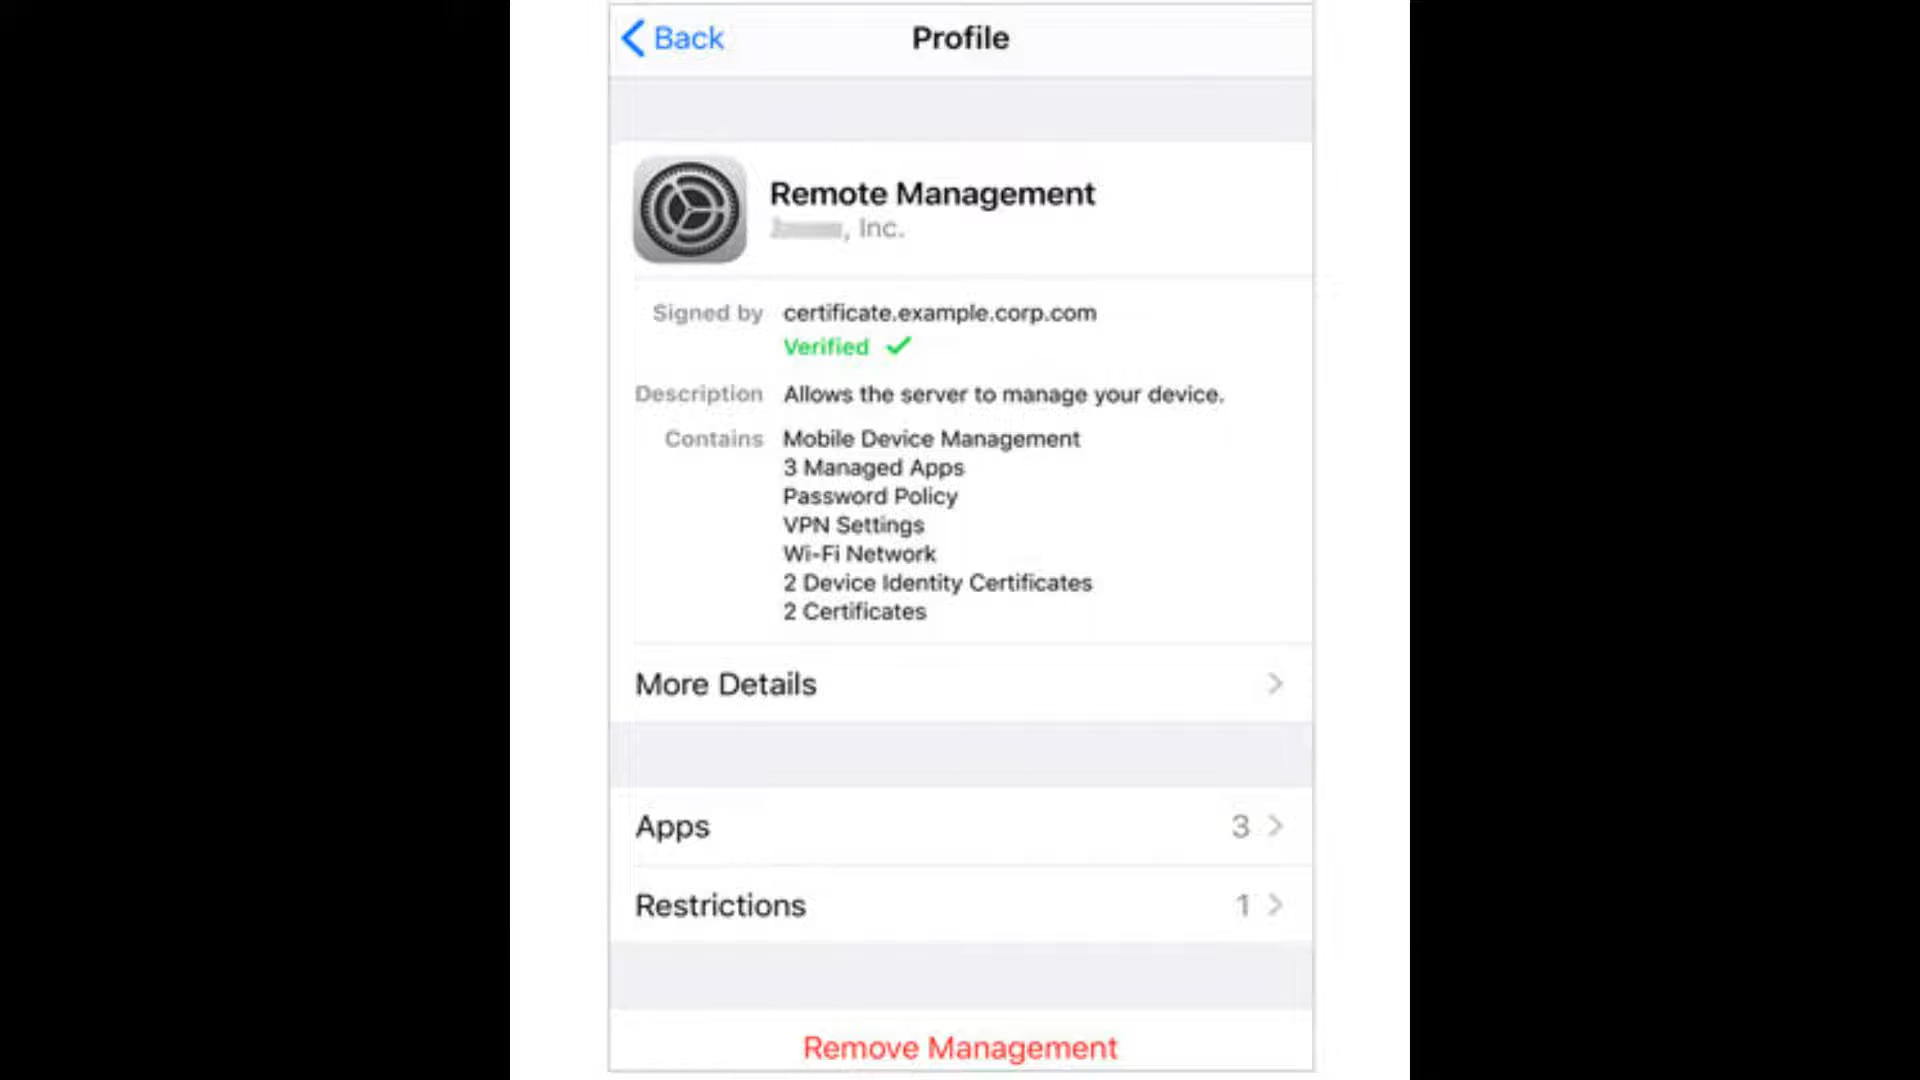 Back
Profile
Remote Management
, Inc.
Signed by certificate.example.corp.com
Verified
Description Allows the server to manage your device.
Contains Mobile Device Management
3 Managed Apps
Password Policy
VPN Settings
Wi-Fi Network
2 Device Identity Certificates
2 Certificates
More Details
Apps 3
Restrictions 1
Remove Management